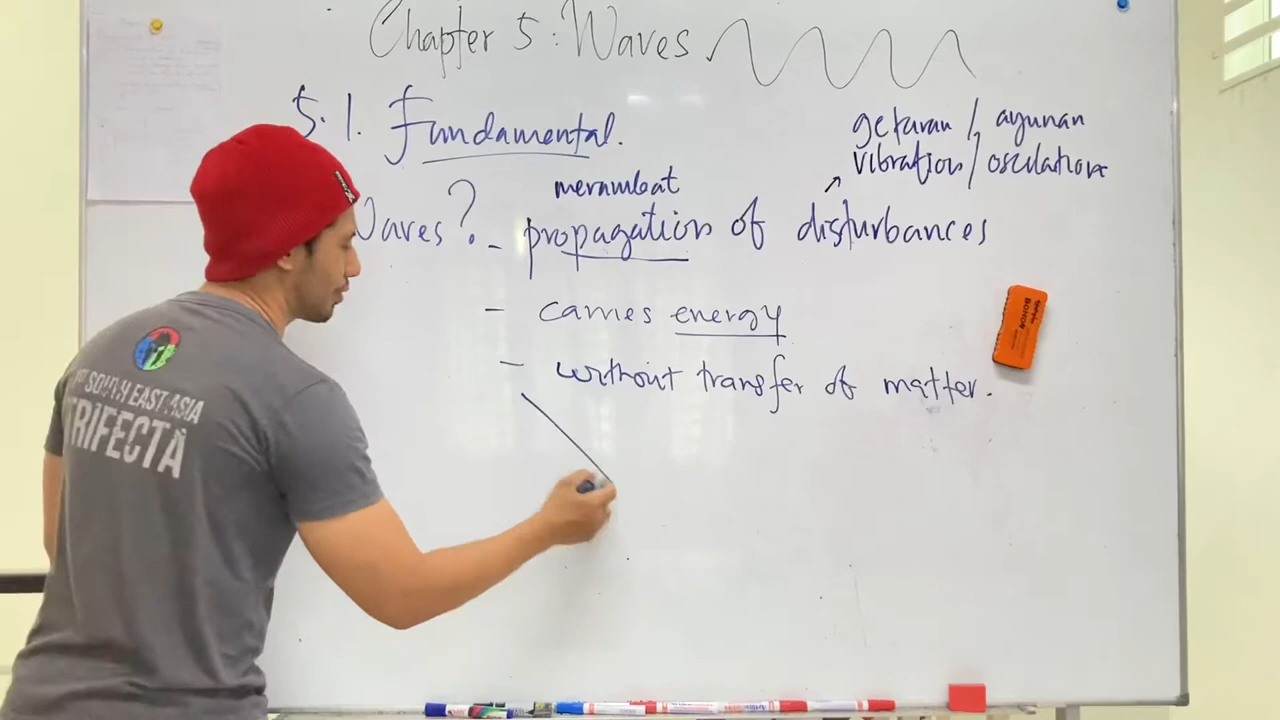 Chapter 5: Waves
5.1. Fundamental.
getaran / ayunan
vibration / oscillations
merambat
Waves? - propagation of disturbances
- carries energy
- without transfer of matter.
SOUTH EAST ASIA
TRIFECTA